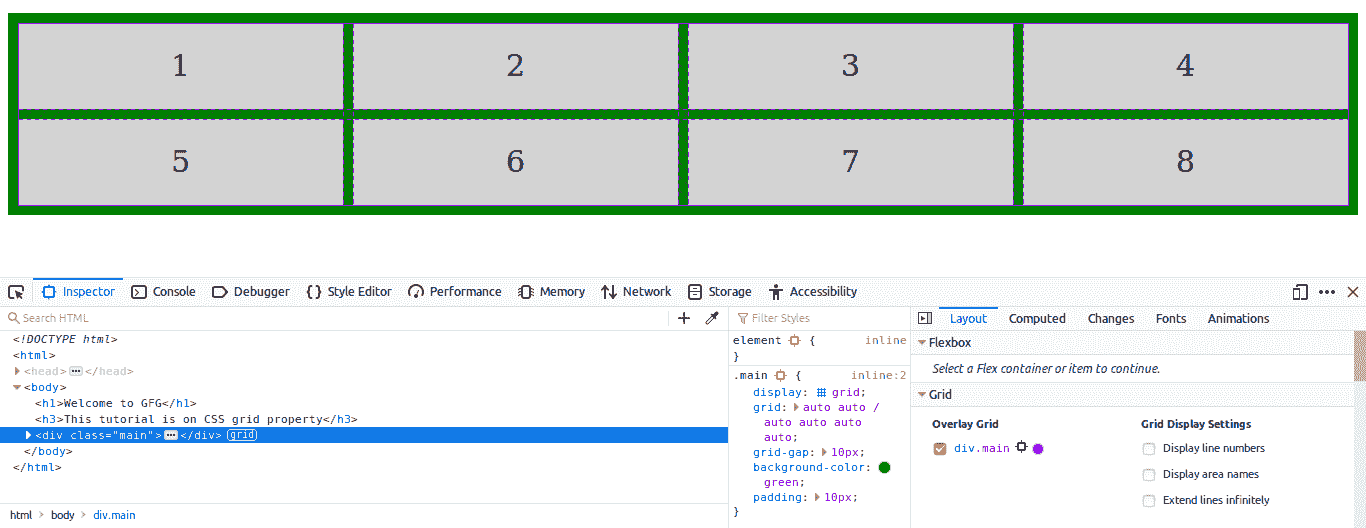 1 2 3 4
5 6 7 8
Inspector Console Debugger {} Style Editor Performance Memory Network Storage Accessibility
Search HTML
+
Filter Styles
Layout Computed Changes Fonts Animations
<!DOCTYPE html>
<html>
<head> ... </head>
<body>
<h1>Welcome to GFG</h1>
<h3>This tutorial is on CSS grid property</h3>
<div class="main"> ... </div> grid
</body>
</html>
html > body > div.main
element { inline
}
.main { inline:2
display: grid;
grid: auto auto /
auto auto auto
auto;
grid-gap: 10px;
background-color:
green;
padding: 10px;
}
Flexbox
Select a Flex container or item to continue.
Grid
Overlay Grid
div.main
Grid Display Settings
Display line numbers
Display area names
Extend lines infinitely